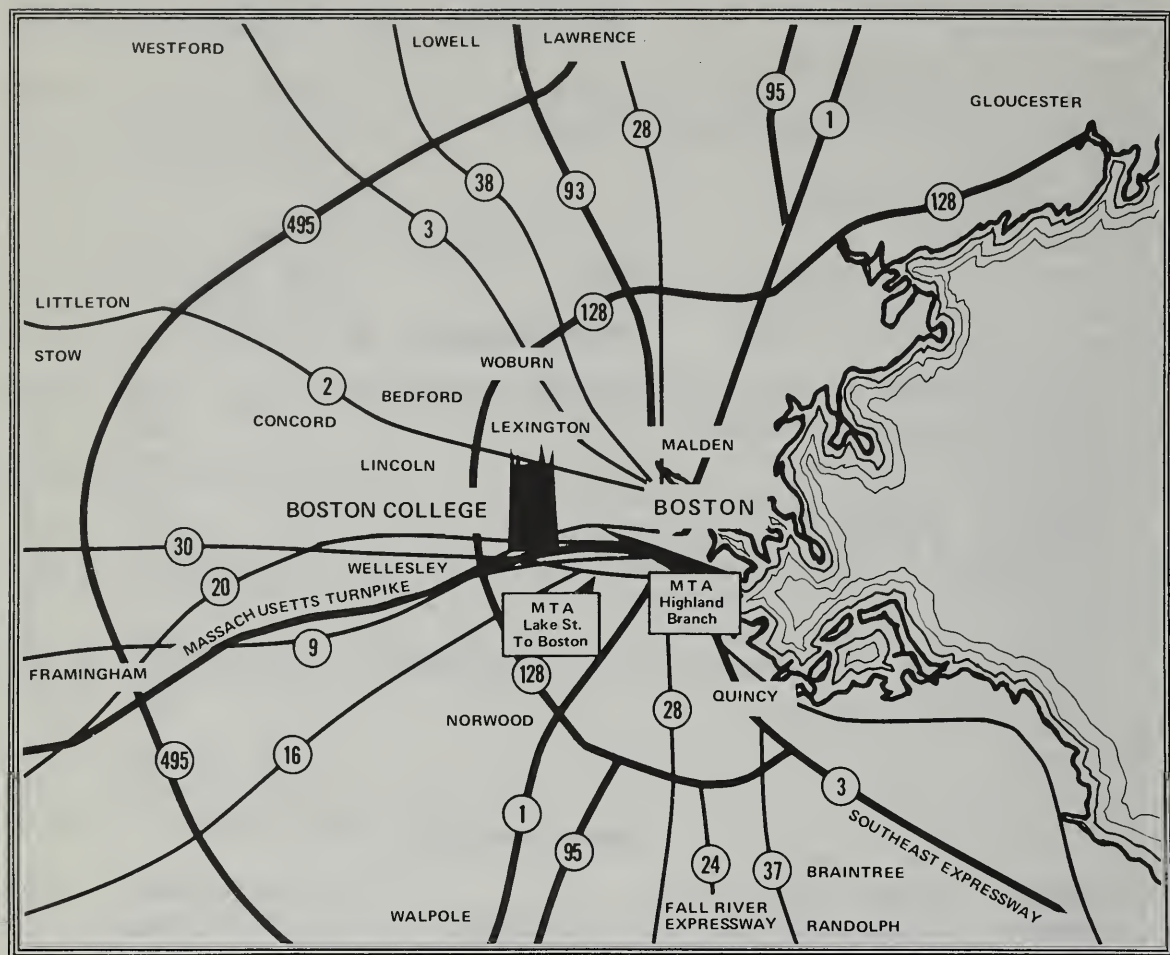 WESTFORD
LOWELL
LAWRENCE
95
1
GLOUCESTER
28
38
93
128
495
3
LITTLETON
128
STOW
WOBURN
2
BEDFORD
CONCORD
LEXINGTON
MALDEN
LINCOLN
BOSTON COLLEGE
BOSTON
30
WELLESLEY
20
MASSACHUSETTS TURNPIKE
MTA
Lake St.
To Boston
MTA
Highland
Branch
9
FRAMINGHAM
128
QUINCY
28
NORWOOD
16
495
3
SOUTHEAST EXPRESSWAY
1
95
24
37
BRAINTREE
WALPOLE
FALL RIVER
EXPRESSWAY
RANDOLPH